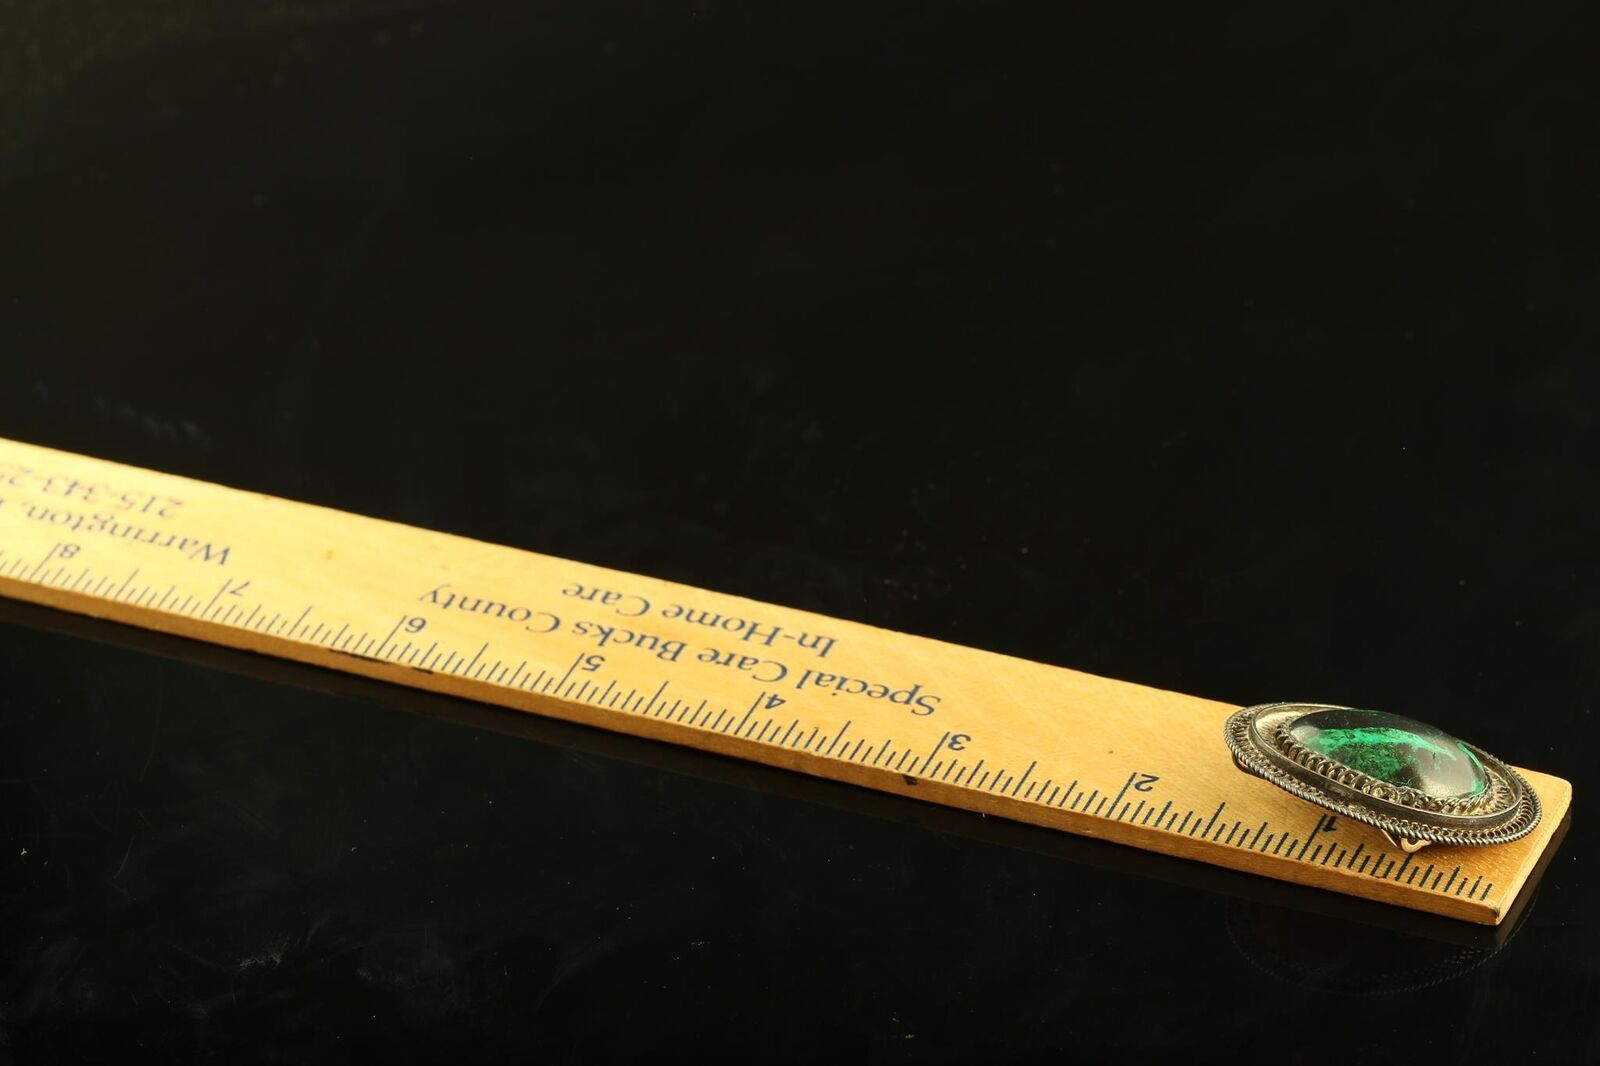 Special Care Bucks County
In-Home Care
Warrington,
215-343-2
1 2 3 4 5 6 7 8